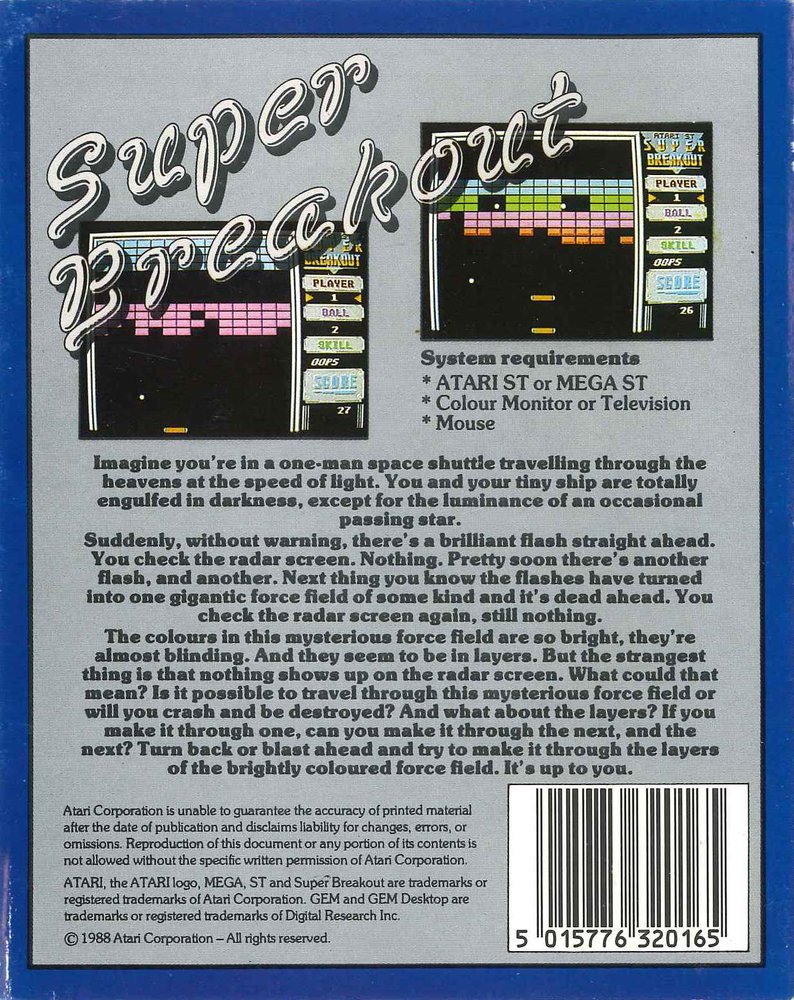 Super
Breakout
ATARI ST
SUPER
BREAKOUT
PLAYER
1
BALL
2
SKILL
OOPS
SCORE
26
BREAKOUT
PLAYER
1
BALL
2
SKILL
OOPS
SCORE
27
System requirements
* ATARI ST or MEGA ST
* Colour Monitor or Television
* Mouse
Imagine you're in a one-man space shuttle travelling through the
heavens at the speed of light. You and your tiny ship are totally
engulfed in darkness, except for the luminance of an occasional
passing star.
Suddenly, without warning, there's a brilliant flash straight ahead.
You check the radar screen. Nothing. Pretty soon there's another
flash, and another. Next thing you know the flashes have turned
into one gigantic force field of some kind and it's dead ahead. You
check the radar screen again, still nothing.
The colours in this mysterious force field are so bright, they're
almost blinding. And they seem to be in layers. But the strangest
thing is that nothing shows up on the radar screen. What could that
mean? Is it possible to travel through this mysterious force field or
will you crash and be destroyed? And what about the layers? If you
make it through one, can you make it through the next, and the
next? Turn back or blast ahead and try to make it through the layers
of the brightly coloured force field. It's up to you.
Atari Corporation is unable to guarantee the accuracy of printed material
after the date of publication and disclaims liability for changes, errors, or
omissions. Reproduction of this document or any portion of its contents is
not allowed without the specific written permission of Atari Corporation.
ATARI, the ATARI logo, MEGA, ST and Super Breakout are trademarks or
registered trademarks of Atari Corporation. GEM and GEM Desktop are
trademarks or registered trademarks of Digital Research Inc.
© 1988 Atari Corporation – All rights reserved.
5 015776 320165